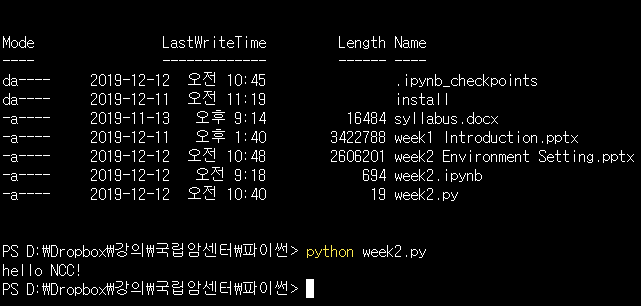 Mode                LastWriteTime         Length Name
----                -------------         ------ ----
da----     2019-12-12  오전 10:45                .ipynb_checkpoints
da----     2019-12-11  오전 11:19                install
-a----     2019-11-13   오후 9:14          16484 syllabus.docx
-a----     2019-12-11   오후 1:40        3422788 week1 Introduction.pptx
-a----     2019-12-12  오전 10:48        2606201 week2 Environment Setting.pptx
-a----     2019-12-12   오전 9:18            694 week2.ipynb
-a----     2019-12-12  오전 10:40             19 week2.py
PS D:₩Dropbox₩강의₩국립암센터₩파이썬> python week2.py
hello NCC!
PS D:₩Dropbox₩강의₩국립암센터₩파이썬>